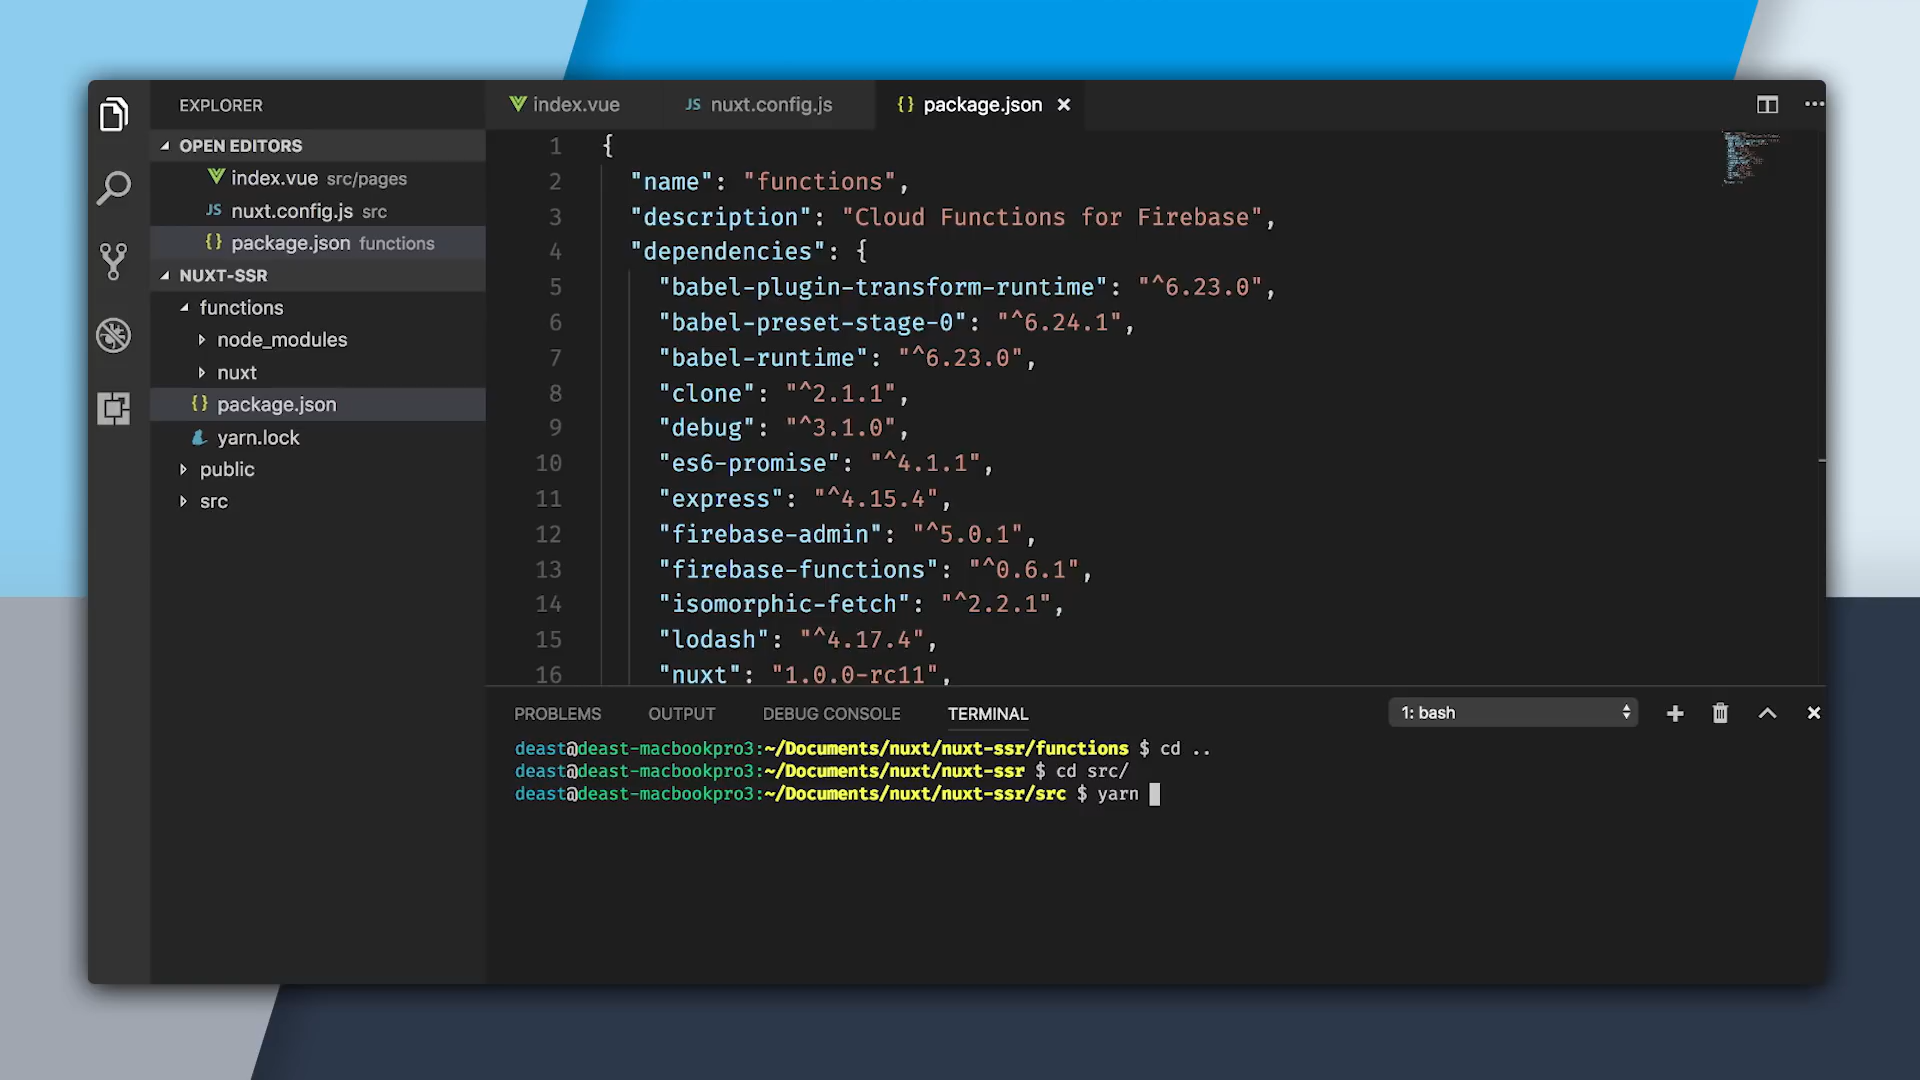 EXPLORER
OPEN EDITORS
index.vue src/pages
JS nuxt.config.js src
{} package.json functions
NUXT-SSR
functions
node_modules
nuxt
{} package.json
yarn.lock
public
src
index.vue
JS nuxt.config.js
{} package.json
1 {
2 "name": "functions",
3 "description": "Cloud Functions for Firebase",
4 "dependencies": {
5 "babel-plugin-transform-runtime": "^6.23.0",
6 "babel-preset-stage-0": "^6.24.1",
7 "babel-runtime": "^6.23.0",
8 "clone": "^2.1.1",
9 "debug": "^3.1.0",
10 "es6-promise": "^4.1.1",
11 "express": "^4.15.4",
12 "firebase-admin": "^5.0.1",
13 "firebase-functions": "^0.6.1",
14 "isomorphic-fetch": "^2.2.1",
15 "lodash": "^4.17.4",
16 "nuxt": "1.0.0-rc11",
PROBLEMS OUTPUT DEBUG CONSOLE TERMINAL 1: bash
deast@deast-macbookpro3:~/Documents/nuxt/nuxt-ssr/functions $ cd ..
deast@deast-macbookpro3:~/Documents/nuxt/nuxt-ssr $ cd src/
deast@deast-macbookpro3:~/Documents/nuxt/nuxt-ssr/src $ yarn